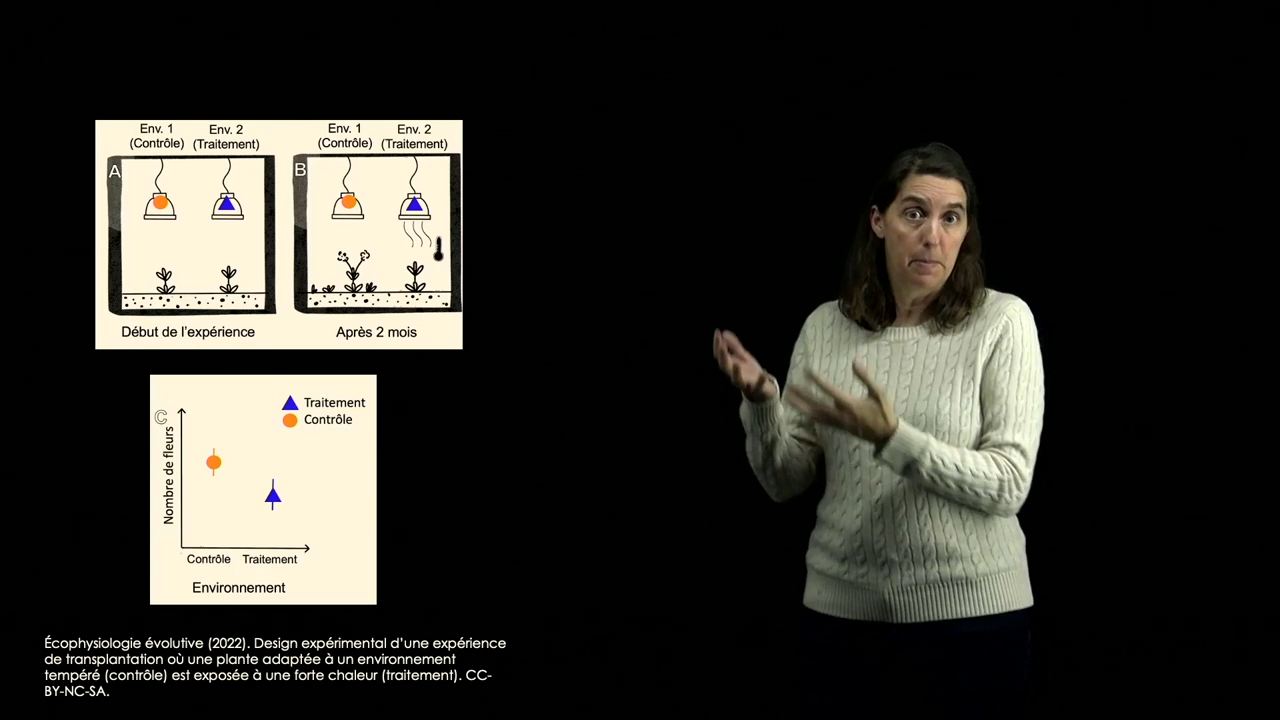 Env. 1 Env. 2
(Contrôle) (Traitement)
A
Début de l'expérience
Env. 1 Env. 2
(Contrôle) (Traitement)
B
Après 2 mois
C
Traitement
Contrôle
Nombre de fleurs
Contrôle Traitement
Environnement
Écophysiologie évolutive (2022). Design expérimental d'une expérience
de transplantation où une plante adaptée à un environnement
tempéré (contrôle) est exposée à une forte chaleur (traitement). CC-
BY-NC-SA.